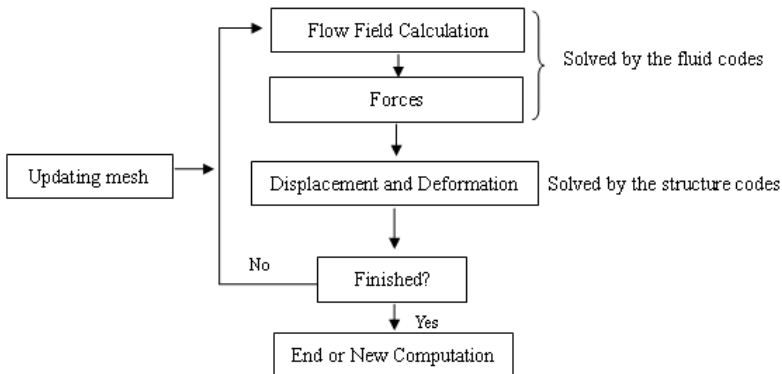 Flow Field Calculation
Solved by the fluid codes
Forces
Updating mesh
Displacement and Deformation
Solved by the structure codes
No
Finished?
Yes
End or New Computation